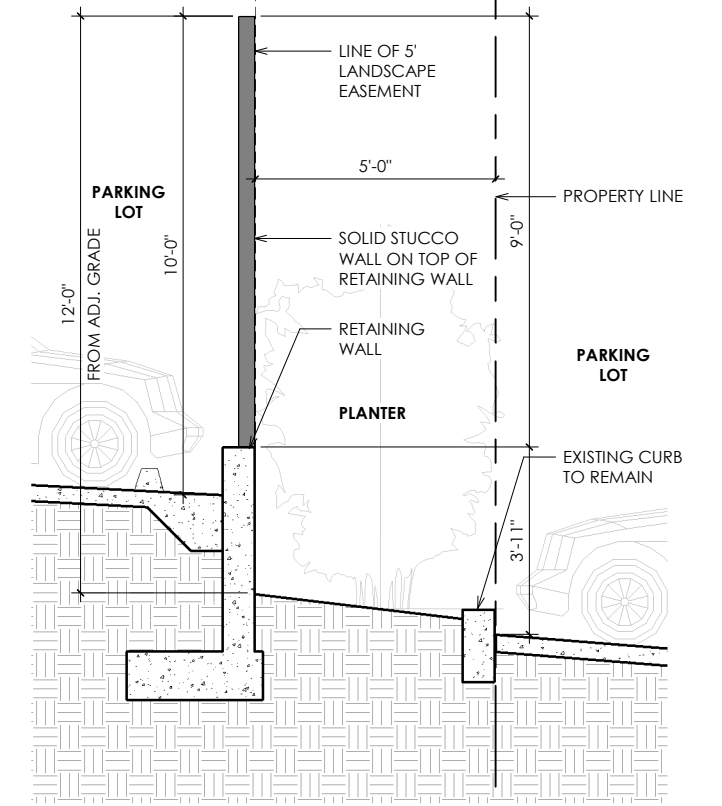 LINE OF 5'
LANDSCAPE
EASEMENT
5'-0"
PARKING
LOT
PROPERTY LINE
9'-0"
10'-0"
12'-0"
FROM ADJ. GRADE
SOLID STUCCO
WALL ON TOP OF
RETAINING WALL
RETAINING
WALL
PARKING
LOT
PLANTER
EXISTING CURB
TO REMAIN
3'-11"